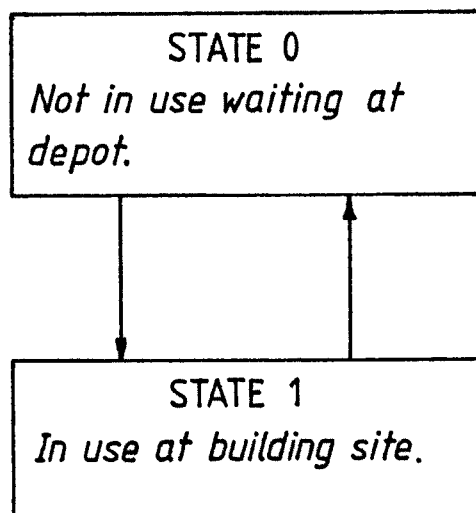 STATE 0
Not in use waiting at
depot.
STATE 1
In use at building site.